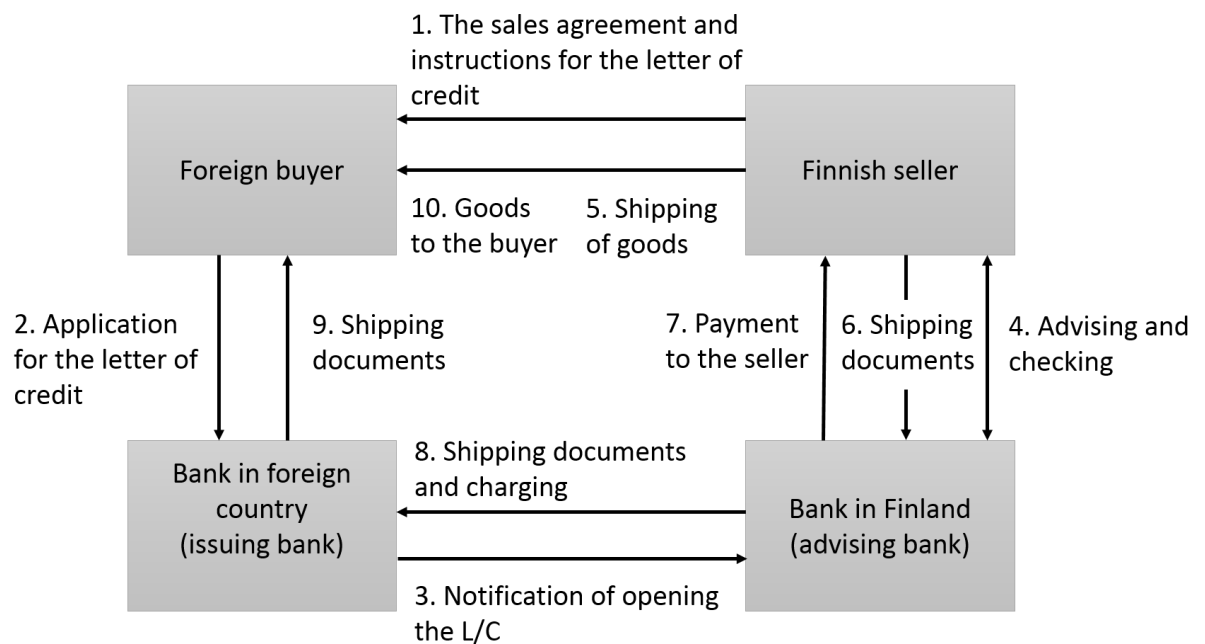 1. The sales agreement and
instructions for the letter of
credit
Foreign buyer
Finnish seller
10. Goods
to the buyer
5. Shipping
of goods
2. Application
for the letter of
credit
9. Shipping
documents
7. Payment
to the seller
6. Shipping
documents
4. Advising and
checking
Bank in foreign
country
(issuing bank)
8. Shipping documents
and charging
Bank in Finland
(advising bank)
3. Notification of opening
the L/C